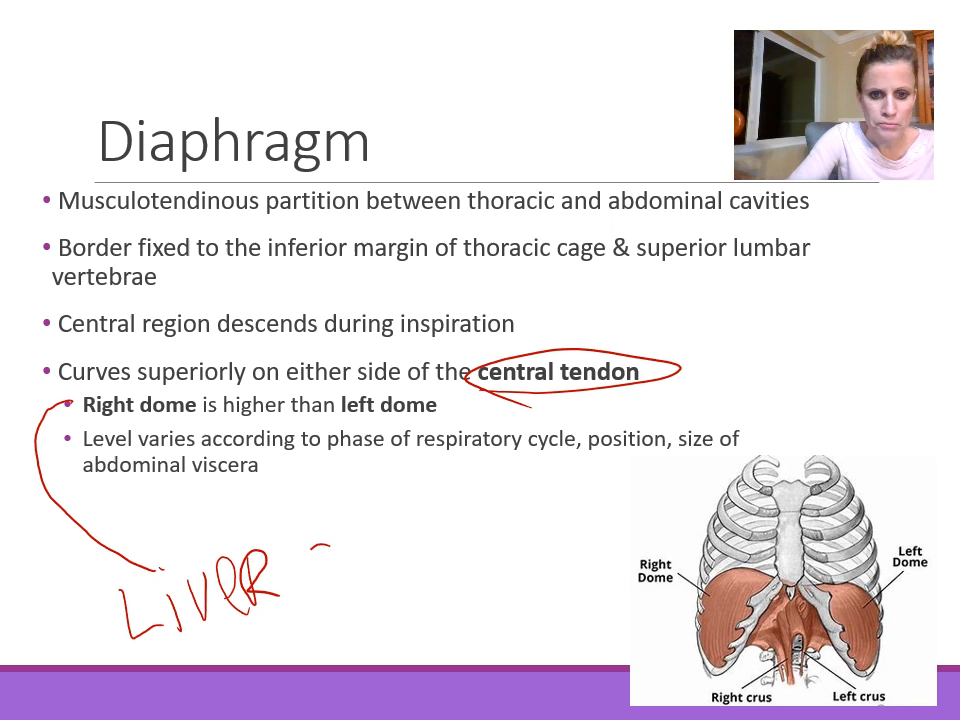 Diaphragm
• Musculotendinous partition between thoracic and abdominal cavities
• Border fixed to the inferior margin of thoracic cage & superior lumbar
vertebrae
• Central region descends during inspiration
• Curves superiorly on either side of the central tendon
• Right dome is higher than left dome
• Level varies according to phase of respiratory cycle, position, size of
abdominal viscera
LIVER
Right
Dome
Left
Dome
Right crus
Left crus